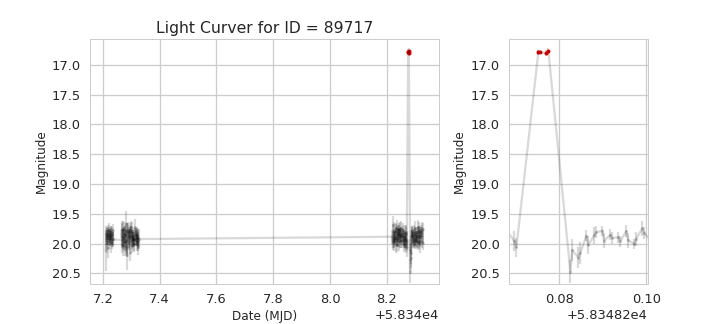 Light Curver for ID = 89717
Magnitude
17.0
17.5
18.0
18.5
19.0
19.5
20.0
20.5
7.2 7.4 7.6 7.8 8.0 8.2
Date (MJD) +5.834e4
Magnitude
17.0
17.5
18.0
18.5
19.0
19.5
20.0
20.5
0.08 0.10
+5.83482e4